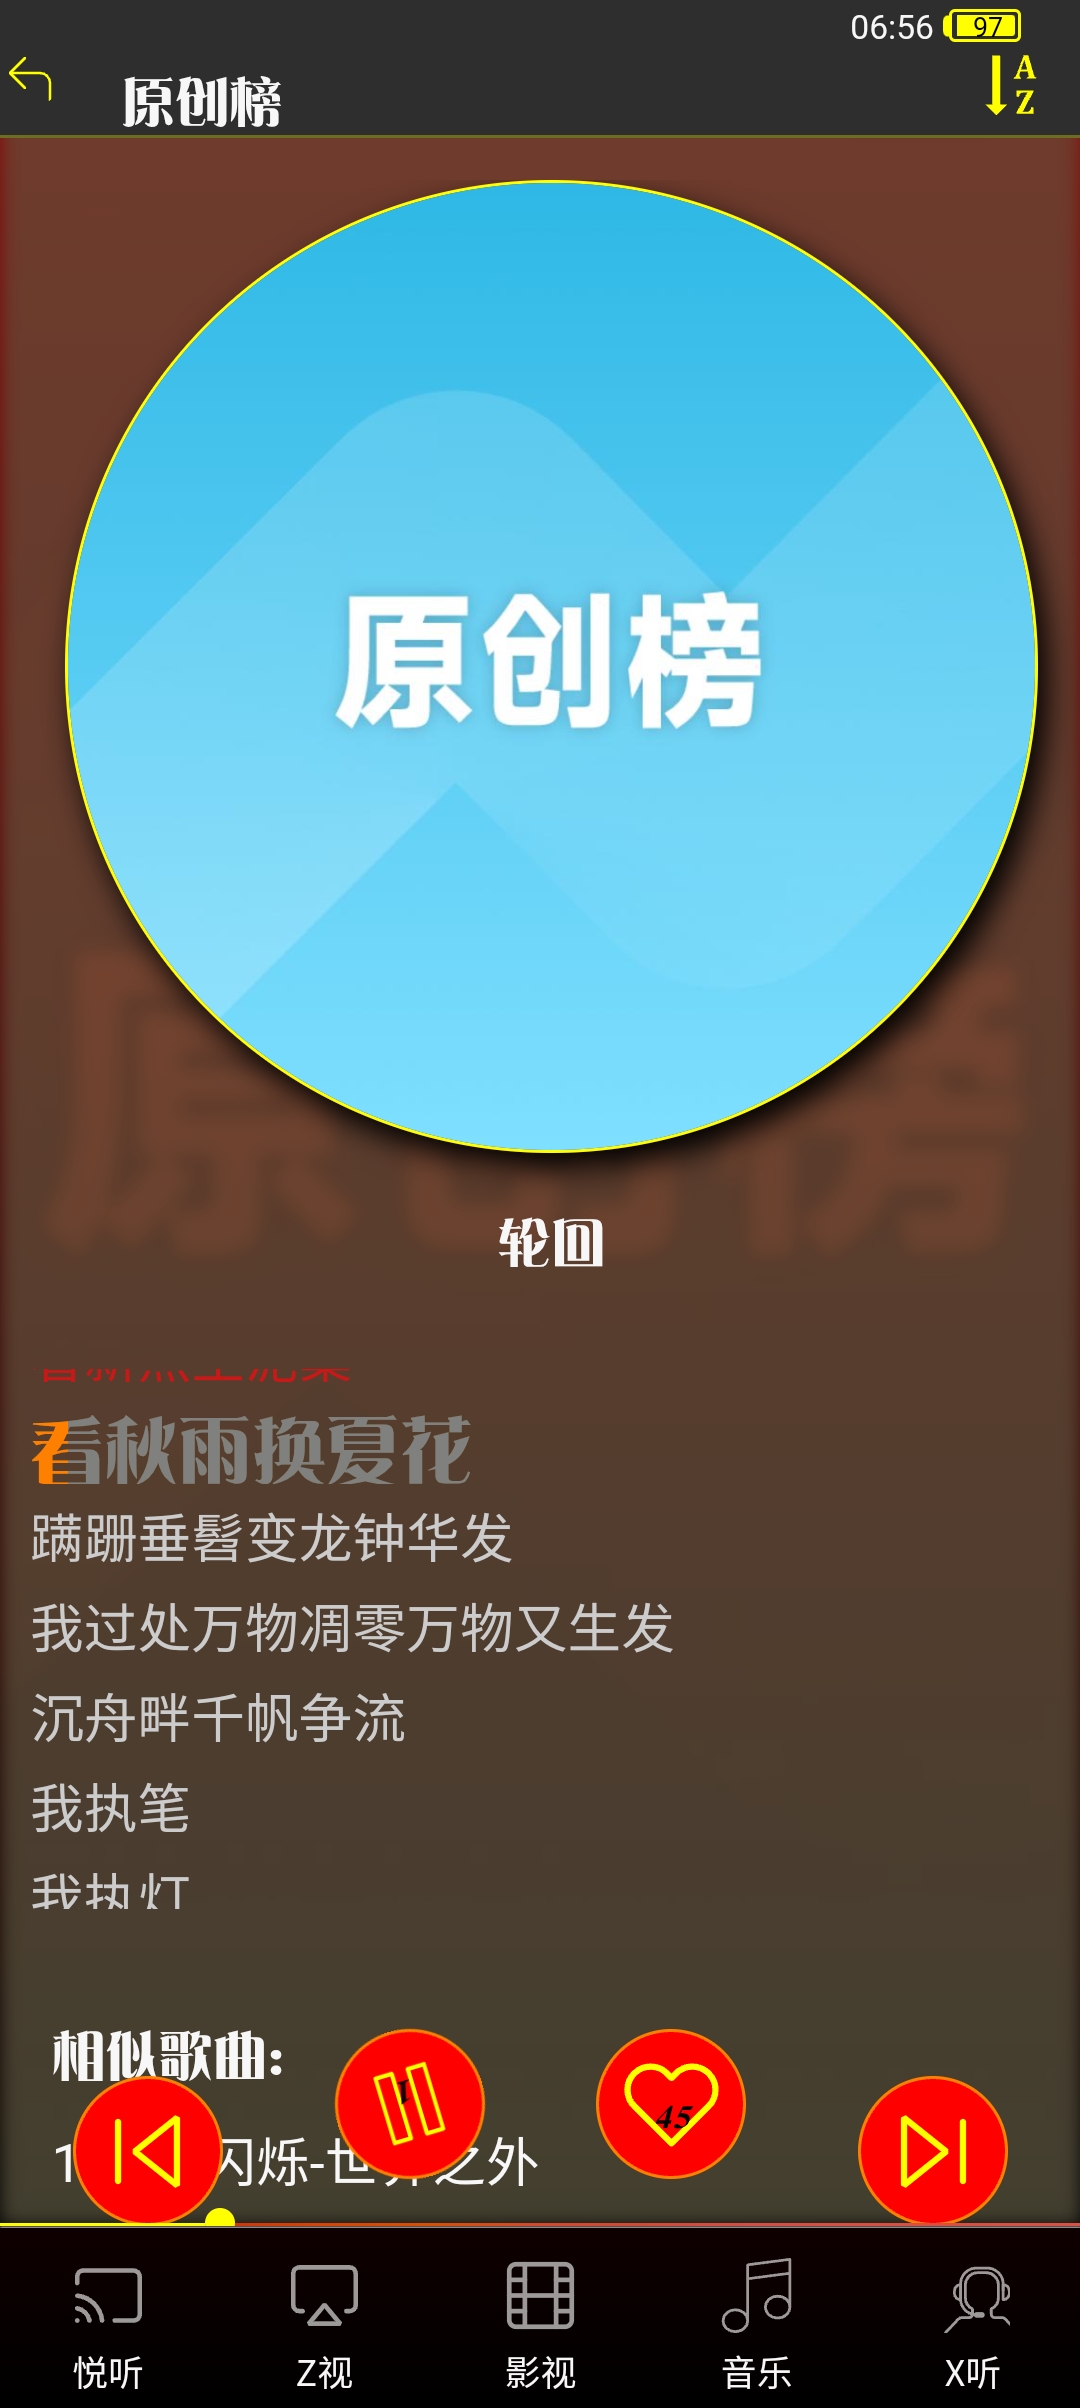 06:56 97
原创榜
A
Z
原创榜
轮回
看秋雨换夏花
蹒跚垂髫变龙钟华发
我过处万物凋零万物又生发
沉舟畔千帆争流
我执笔
我执灯
相似歌曲:
45
1 闪烁-世界之外
悦听 Z视 影视 音乐 X听